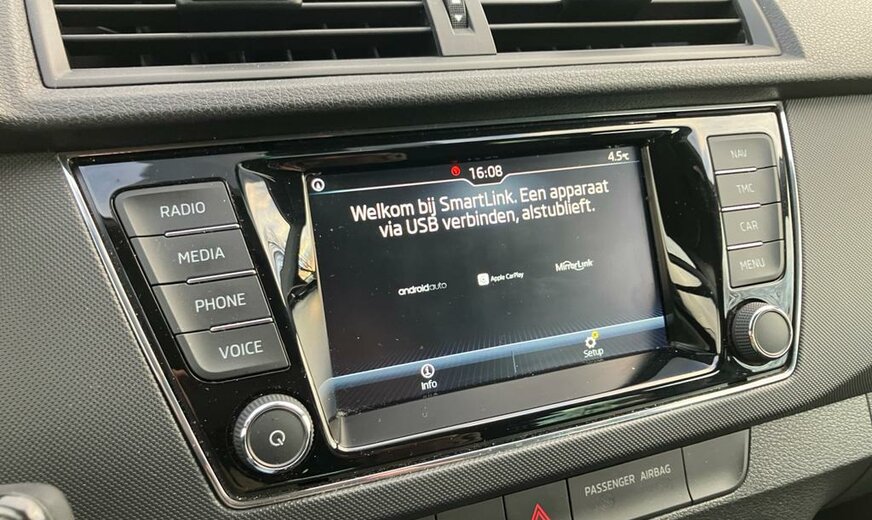 16:08
4.5°C
Welkom bij SmartLink. Een apparaat
via USB verbinden, alstublieft.
androidauto
Apple CarPlay
MirrorLink
Info
Setup
RADIO
MEDIA
PHONE
VOICE
NAV
TMC
CAR
MENU
PASSENGER AIRBAG